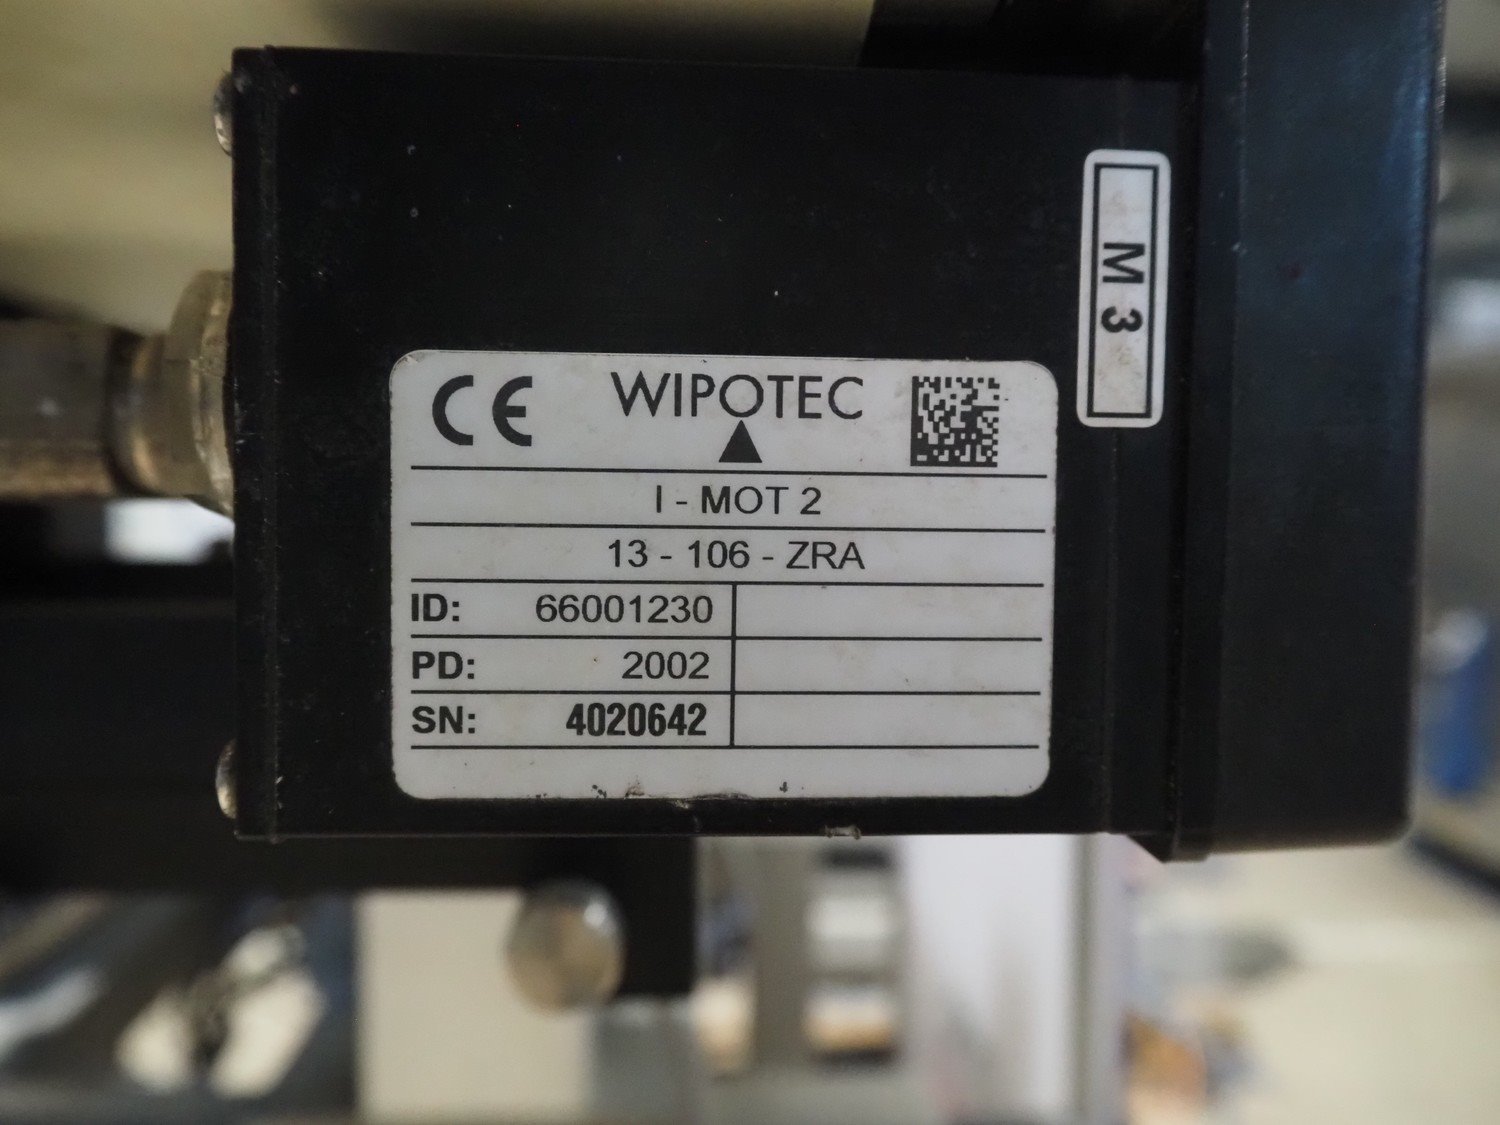 CE WIPOTEC
I - MOT 2
13 - 106 - ZRA
ID: 66001230
PD: 2002
SN: 4020642
M 3